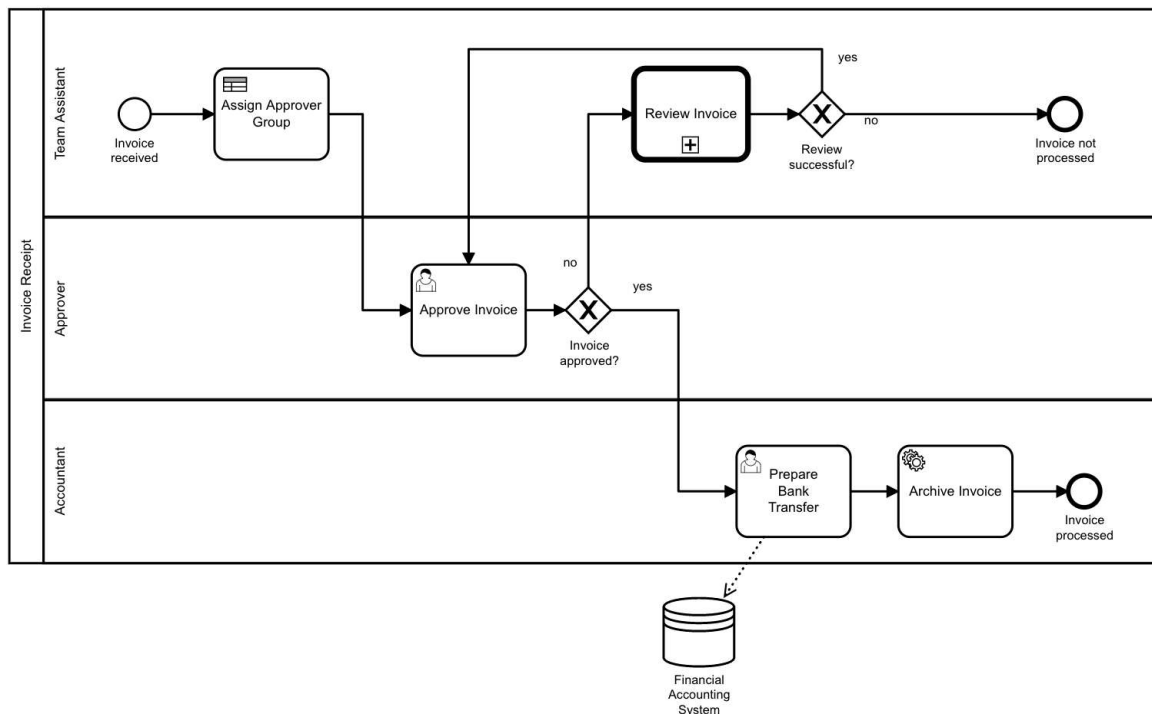 Invoice Receipt
Team Assistant
Invoice
received
Assign Approver
Group
Review Invoice
yes
no
Review
successful?
Invoice not
processed
Approver
Approve Invoice
no
yes
Invoice
approved?
Accountant
Prepare
Bank
Transfer
Archive Invoice
Invoice
processed
Financial
Accounting
System